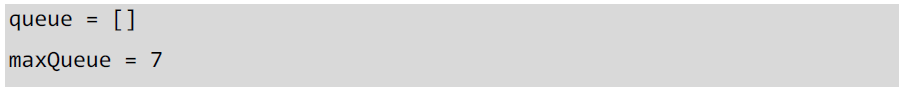 queue = []
maxQueue = 7